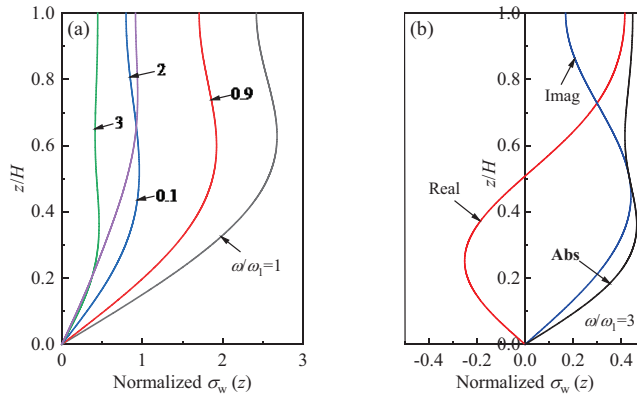 (a)
1.0
0.8
0.6
0.4
0.2
0.0
z/H
2
3
0.9
0.1
ω/ω₁=1
0
1
2
3
Normalized σw (z)
(b)
1.0
0.8
0.6
0.4
0.2
0.0
z/H
Imag
Real
Abs
ω/ω₁=3
-0.4
-0.2
0.0
0.2
0.4
Normalized σw (z)